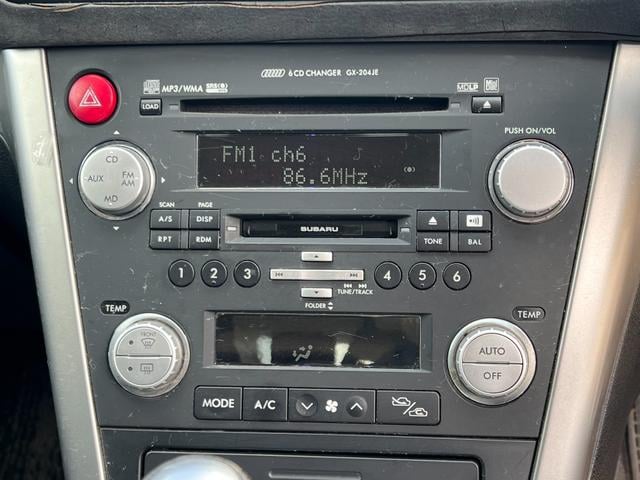 6 CD CHANGER GX-204JE
MP3/WMA SRS
MDLP
LOAD
PUSH ON/VOL
FM1 ch6
86.6MHz
CD
AUX FM AM
MD
SCAN PAGE
A/S DISP
RPT RDM
SUBARU
TONE BAL
1 2 3 4 5 6
TUNE/TRACK
FOLDER
TEMP TEMP
FRONT
AUTO
OFF
MODE A/C